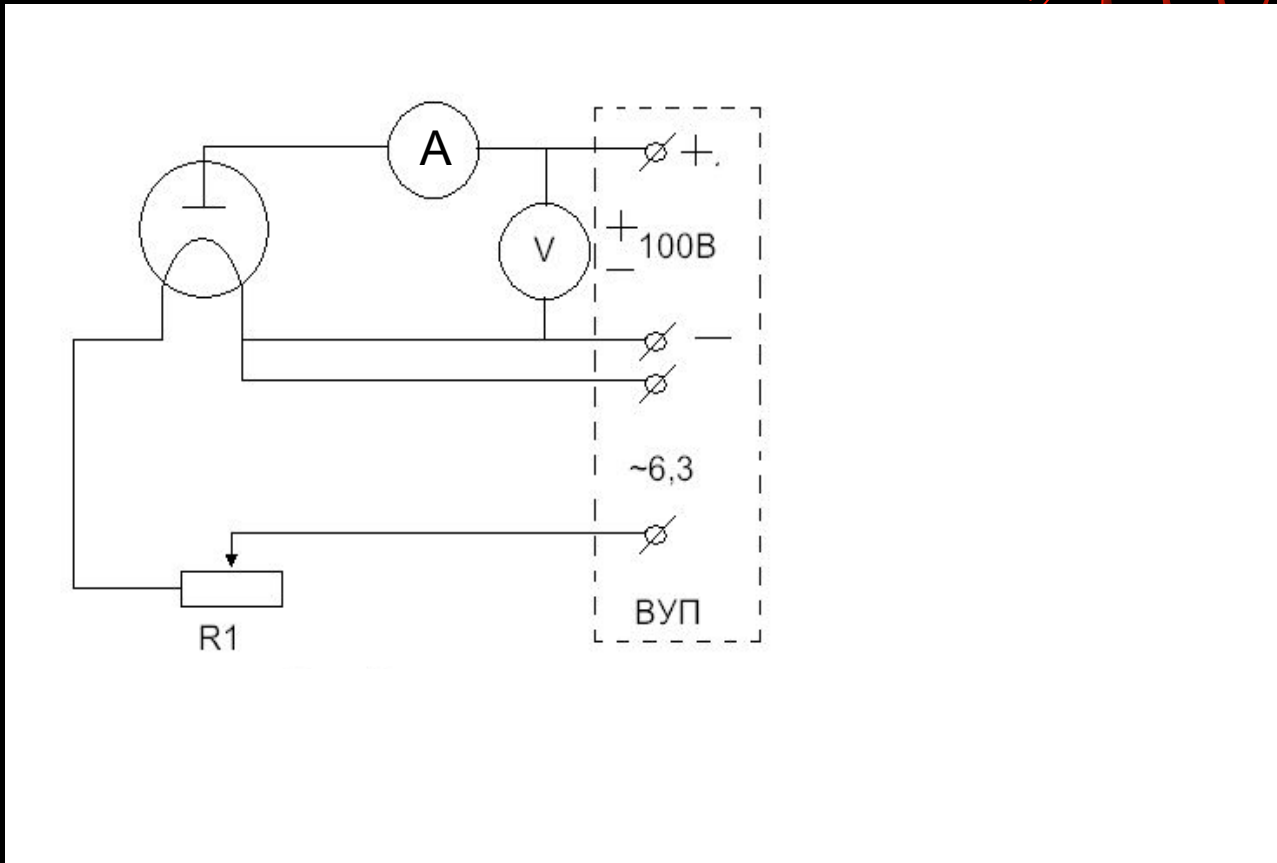 A
+.
V
+
100В
—
—
~6,3
ВУП
R1